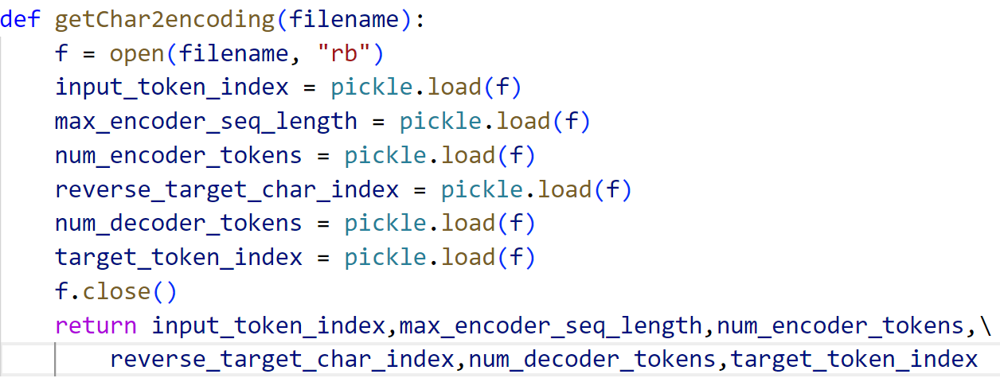 def getChar2encoding(filename):
    f = open(filename, "rb")
    input_token_index = pickle.load(f)
    max_encoder_seq_length = pickle.load(f)
    num_encoder_tokens = pickle.load(f)
    reverse_target_char_index = pickle.load(f)
    num_decoder_tokens = pickle.load(f)
    target_token_index = pickle.load(f)
    f.close()
    return input_token_index,max_encoder_seq_length,num_encoder_tokens,\
        reverse_target_char_index,num_decoder_tokens,target_token_index